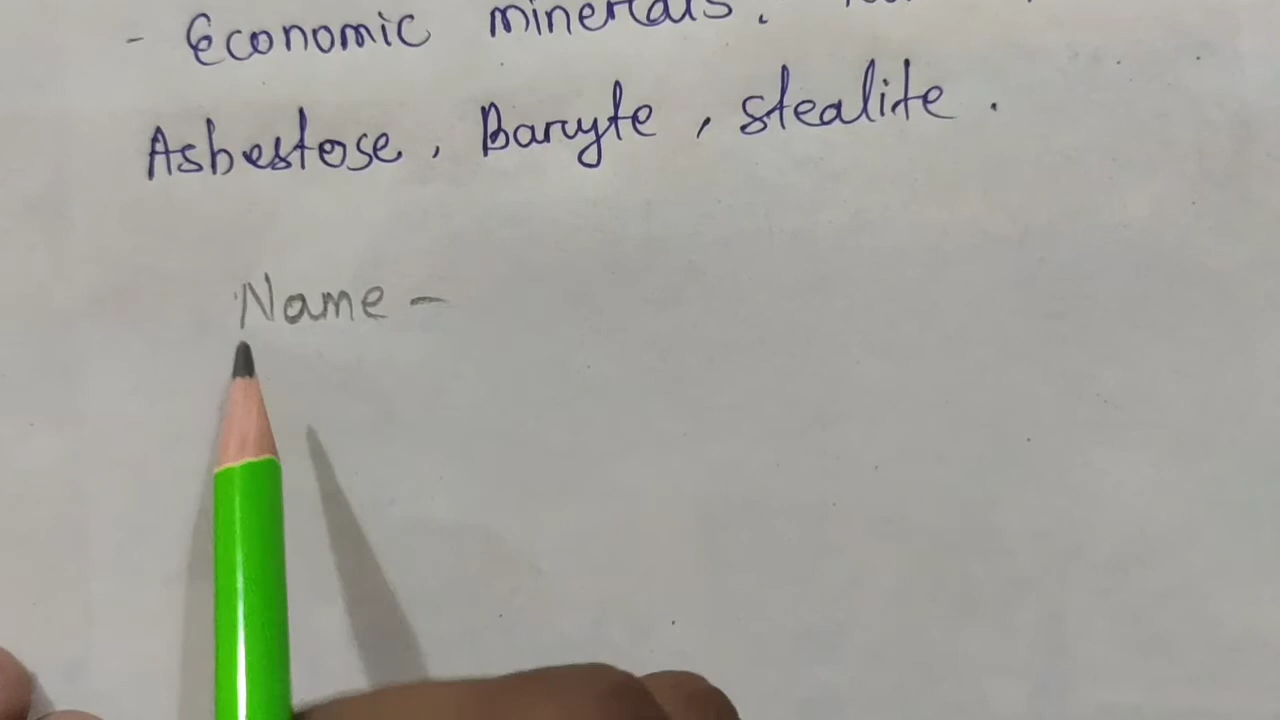 - Economic minerals.
Asbestose, Baryte, stealite.
Name -